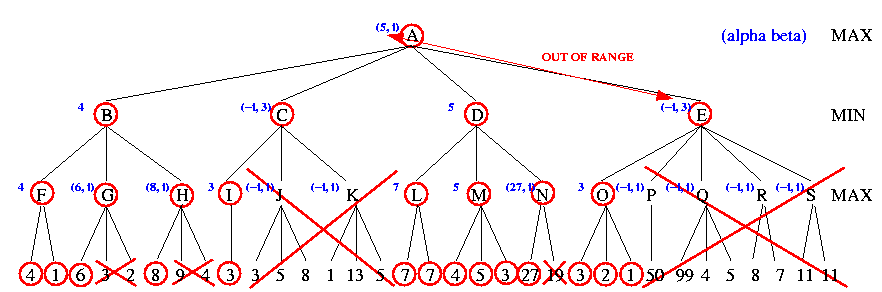 (5, 1) A (alpha beta) MAX
OUT OF RANGE
4 B (–1, 3) C 5 D (–1, 3) E MIN
4 F (6, 1) G (8, 1) H 3 I (–1, 1) J (–1, 1) K 7 L 5 M (27, 1) N 3 O (–1, 1) P (–1, 1) Q (–1, 1) R (–1, 1) S MAX
4 1 6 3 2 8 9 4 3 3 5 8 1 13 5 7 7 4 5 3 27 19 3 2 1 50 99 4 5 8 7 11 11